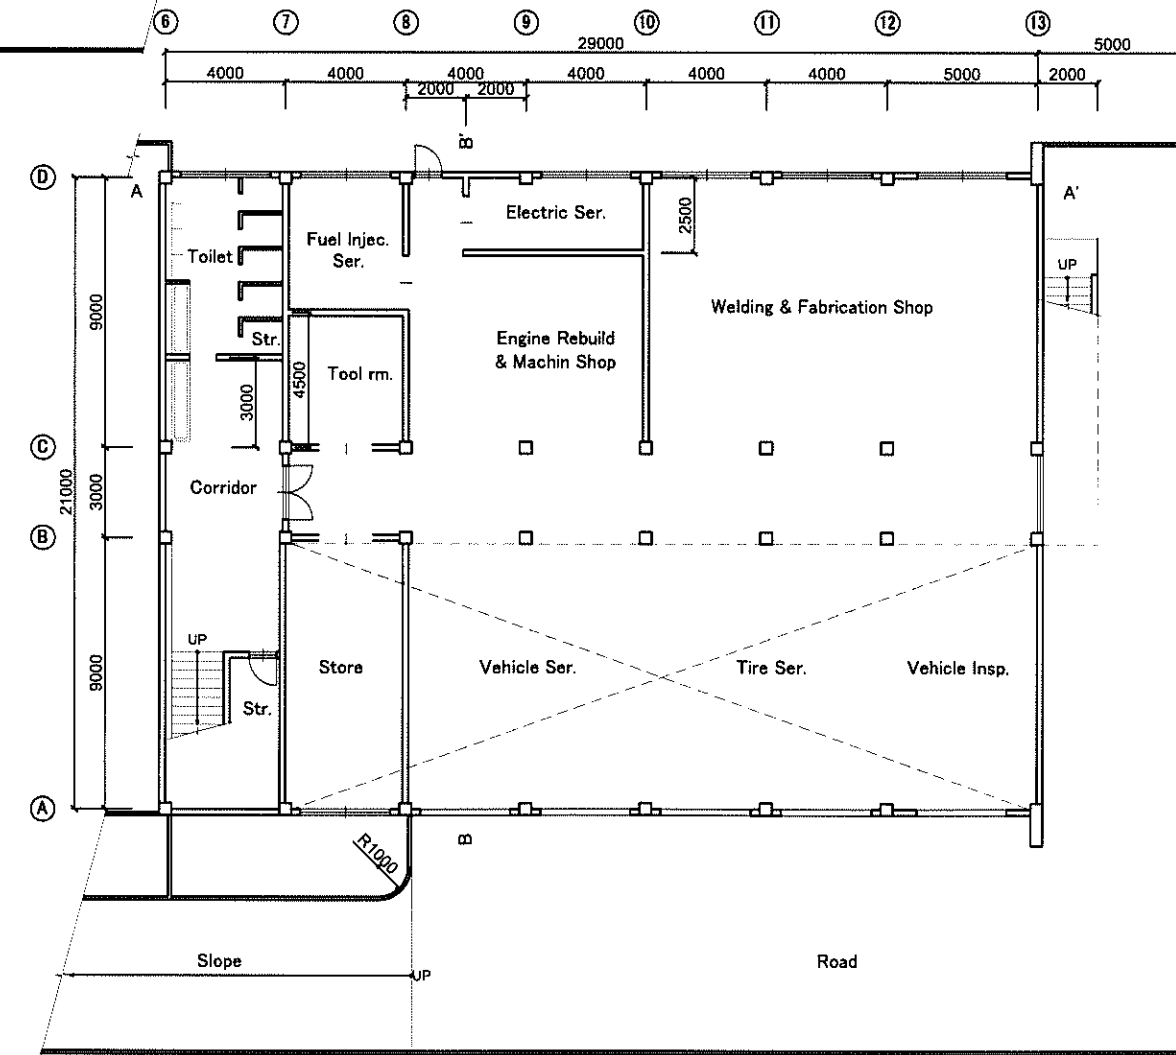 6 7 8 9 10 11 12 13
29000 5000
4000 4000 4000 4000 4000 4000 5000 2000
2000 2000
B'
D
A
A'
Electric Ser.
2500
Fuel Injec.
Ser.
Toilet
UP
9000
Welding & Fabrication Shop
Str.
Engine Rebuild
& Machin Shop
Tool rm.
4500
3000
C
Corridor
21000
3000
B
UP
Store
Vehicle Ser.
Tire Ser.
Vehicle Insp.
9000
Str.
A
B
R1000
Slope
Road
UP